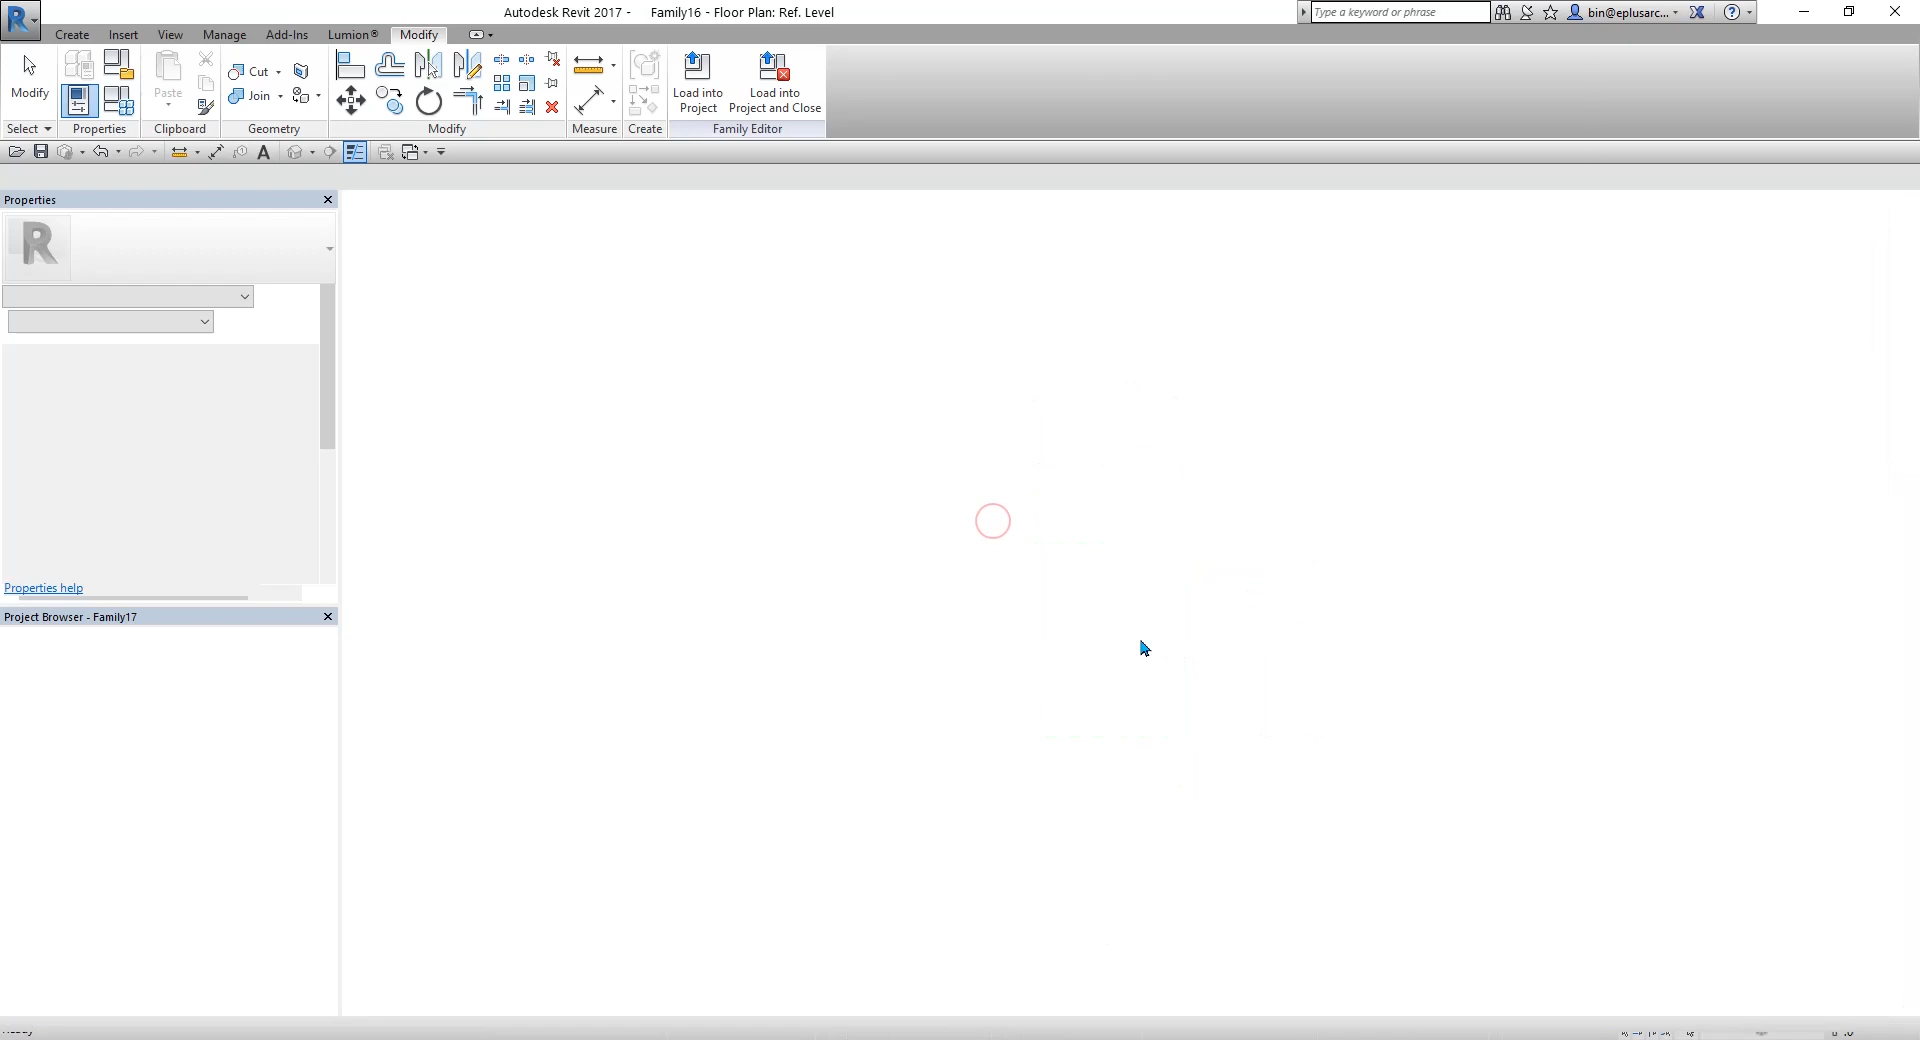 Autodesk Revit 2017 - Family16 - Floor Plan: Ref. Level
Type a keyword or phrase
bin@eplusarc...
Create Insert View Manage Add-Ins Lumion® Modify
Modify
Paste
Cut
Join
Load into Project
Load into Project and Close
Select Properties Clipboard Geometry Modify Measure Create Family Editor
Properties
Properties help
Project Browser - Family17